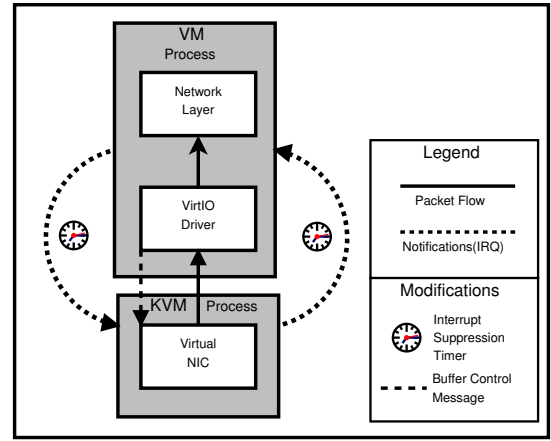 VM
Process
Network
Layer
VirtIO
Driver
KVM Process
Virtual
NIC
Legend
Packet Flow
Notifications(IRQ)
Modifications
Interrupt
Suppression
Timer
Buffer Control
Message